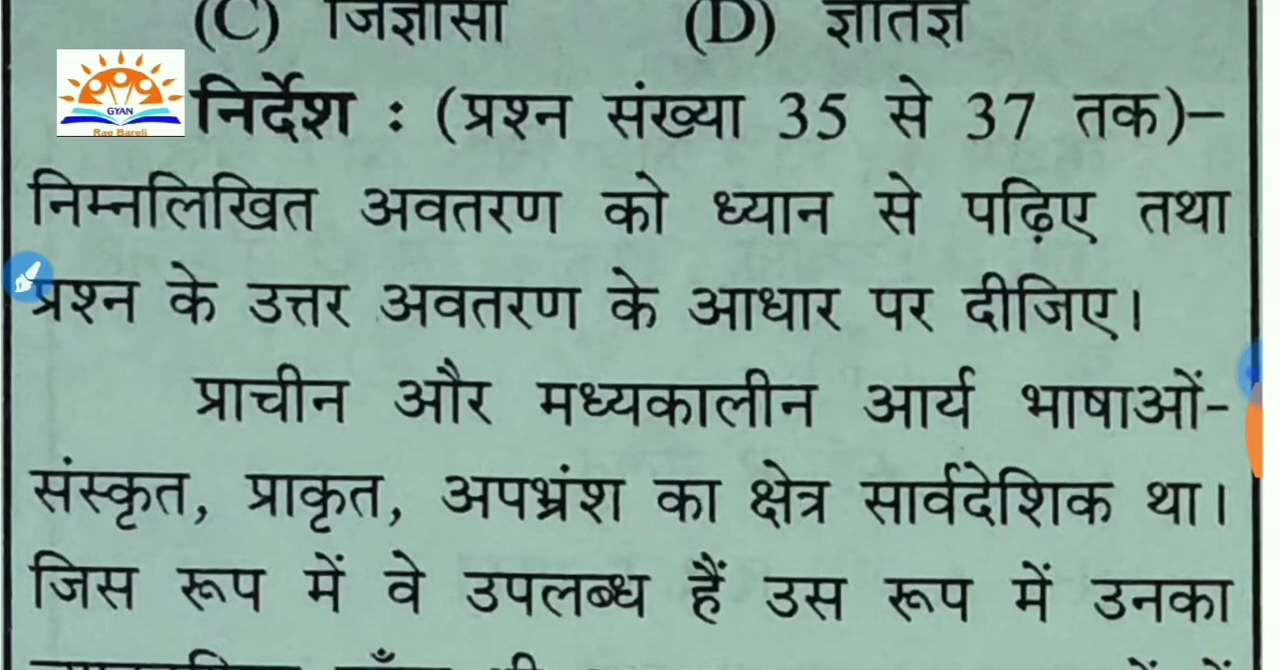 (C) जिज्ञासा (D) ज्ञातज्ञ
GYAN
Rae Bareli
निर्देश : (प्रश्न संख्या 35 से 37 तक)–
निम्नलिखित अवतरण को ध्यान से पढ़िए तथा
प्रश्न के उत्तर अवतरण के आधार पर दीजिए।
प्राचीन और मध्यकालीन आर्य भाषाओं-
संस्कृत, प्राकृत, अपभ्रंश का क्षेत्र सार्वदेशिक था।
जिस रूप में वे उपलब्ध हैं उस रूप में उनका